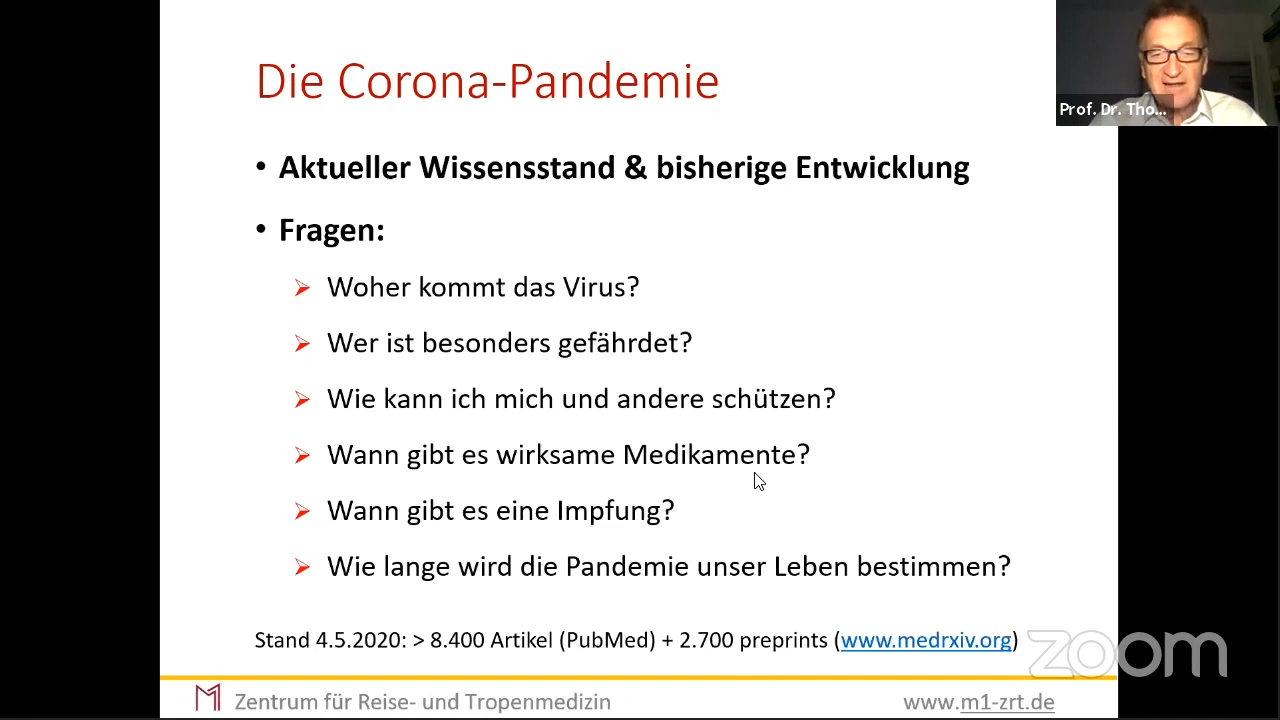 Die Corona-Pandemie
Prof. Dr. Tho...
• Aktueller Wissensstand & bisherige Entwicklung
• Fragen:
➢ Woher kommt das Virus?
➢ Wer ist besonders gefährdet?
➢ Wie kann ich mich und andere schützen?
➢ Wann gibt es wirksame Medikamente?
➢ Wann gibt es eine Impfung?
➢ Wie lange wird die Pandemie unser Leben bestimmen?
Stand 4.5.2020: > 8.400 Artikel (PubMed) + 2.700 preprints (www.medrxiv.org)
zoom
M Zentrum für Reise- und Tropenmedizin
www.m1-zrt.de